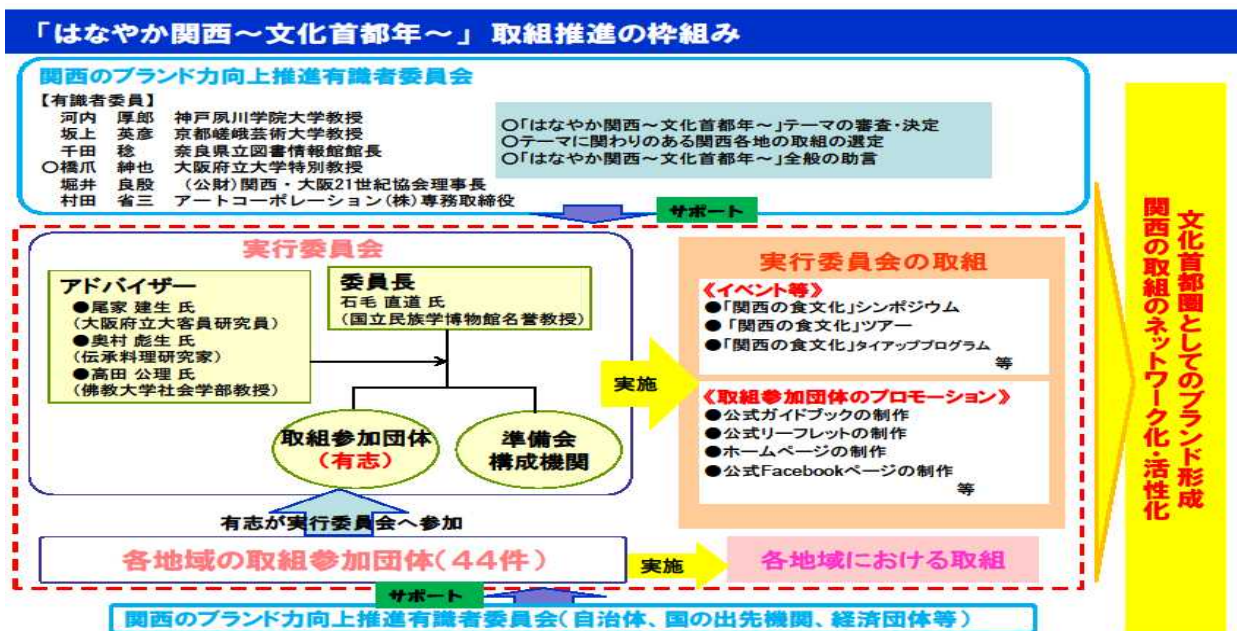 「はなやか関西～文化首都年～」 取組推進の枠組み
関西のブランド力向上推進有識者委員会
【有識者委員】
河内 厚郎 神戸夙川学院大学教授
坂上 英彦 京都嵯峨芸術大学教授
千田 稔 奈良県立図書情報館館長
○橋爪 紳也 大阪府立大学特別教授
堀井 良殷 (公財)関西・大阪21世紀協会理事長
村田 省三 アートコーポレーション(株)専務取締役
○「はなやか関西～文化首都年～」テーマの審査・決定
○テーマに関わりのある関西各地の取組の選定
○「はなやか関西～文化首都年～」全般の助言
サポート
実行委員会
アドバイザー
●尾家 建生 氏
(大阪府立大客員研究員)
●奥村 彪生 氏
(伝承料理研究家)
●高田 公理 氏
(佛教大学社会学部教授)
委員長
石毛 直道 氏
(国立民族学博物館名誉教授)
取組参加団体
(有志)
準備会
構成機関
実施
実行委員会の取組
《イベント等》
●「関西の食文化」シンポジウム
●「関西の食文化」ツアー
●「関西の食文化」タイアッププログラム
等
《取組参加団体のプロモーション》
●公式ガイドブックの制作
●公式リーフレットの制作
●ホームページの制作
●公式Facebookページの制作
等
有志が実行委員会へ参加
各地域の取組参加団体(44件)
実施
各地域における取組
サポート
関西のブランド力向上推進有識者委員会(自治体、国の出先機関、経済団体等)
文化首都圏としてのブランド形成
関西の取組のネットワーク化・活性化